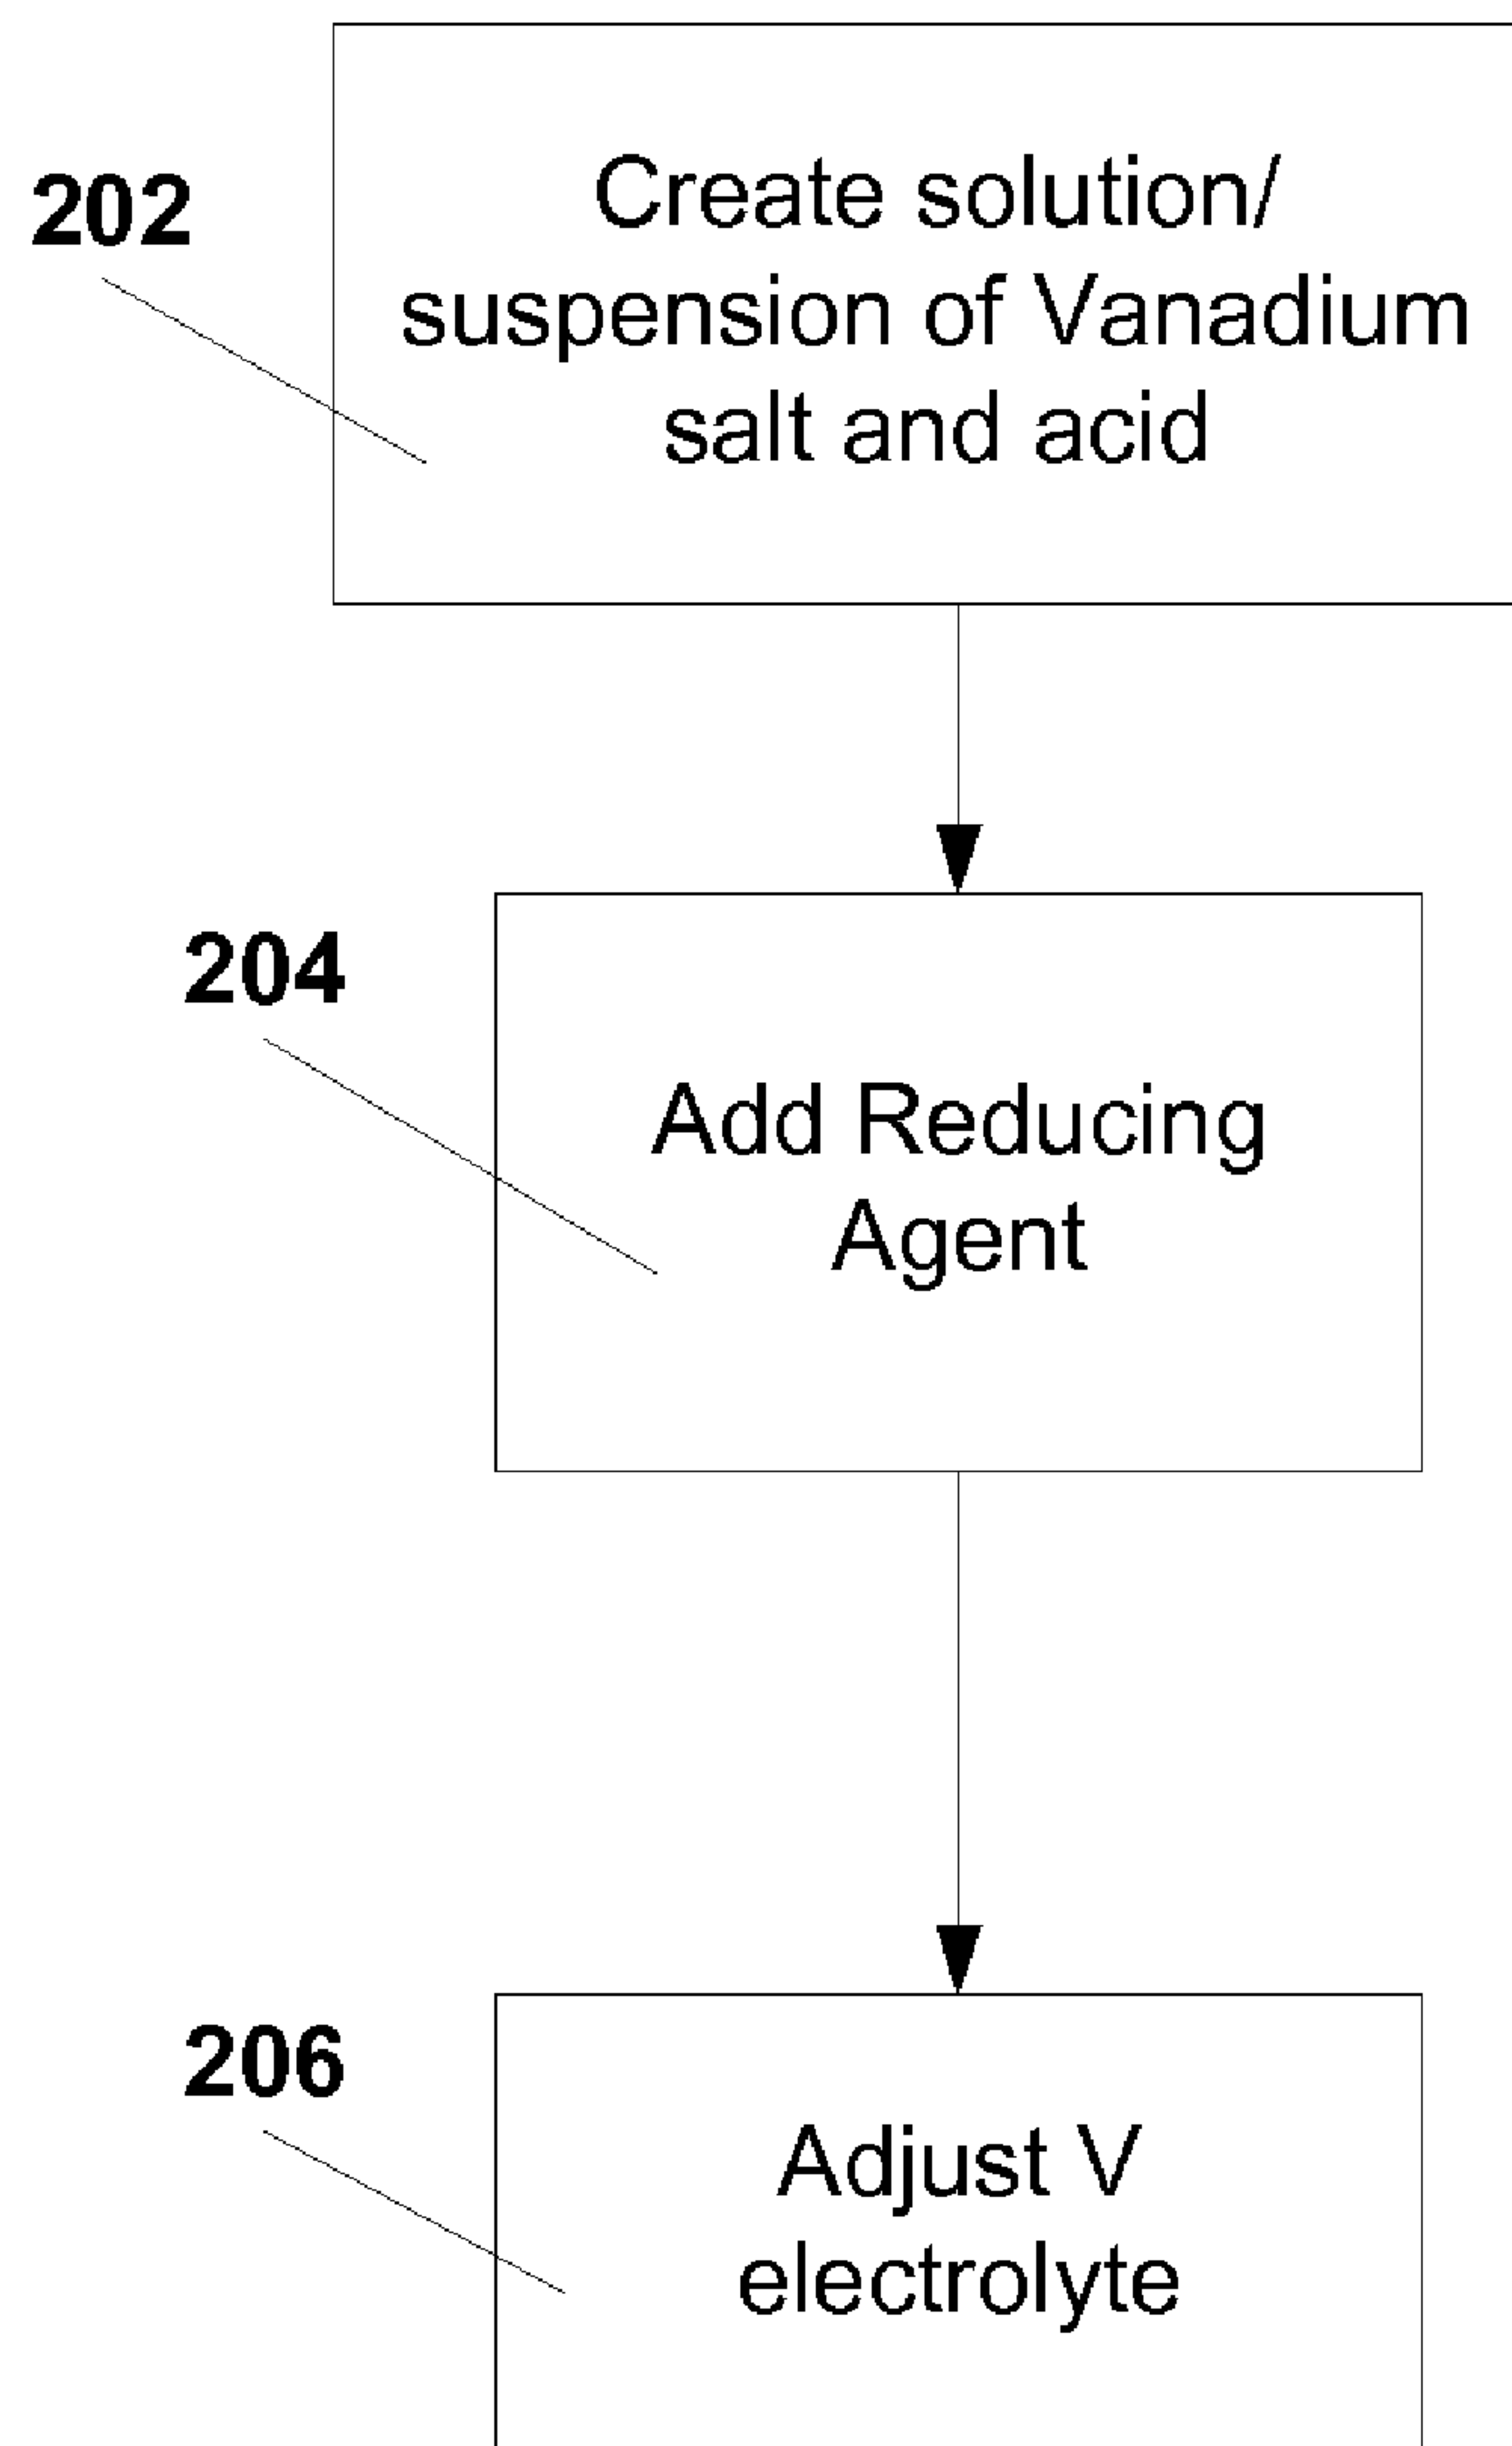 202
Create solution/
suspension of Vanadium
salt and acid
204
Add Reducing
Agent
206
Adjust V
electrolyte